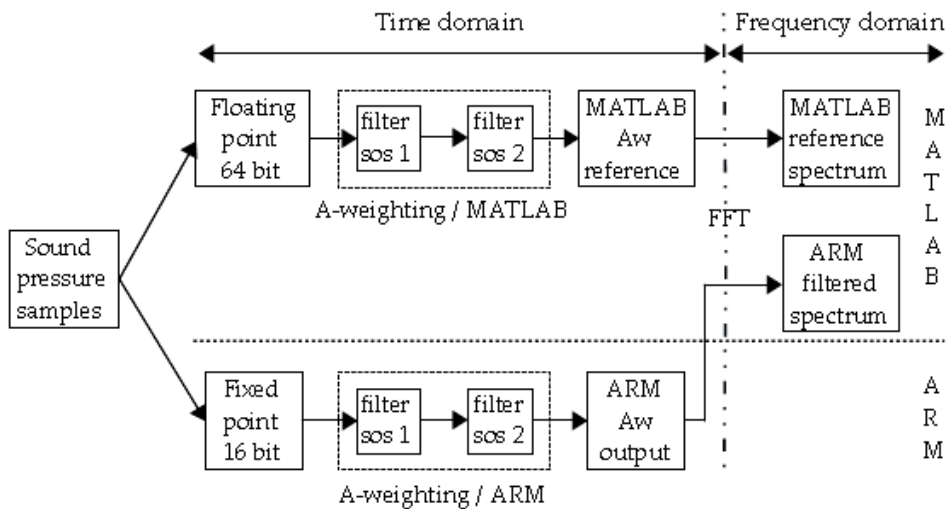 Time domain
Frequency domain
Floating
point
64 bit
filter
sos 1
filter
sos 2
MATLAB
Aw
reference
MATLAB
reference
spectrum
M
A
T
L
A
B
A-weighting / MATLAB
FFT
Sound
pressure
samples
ARM
filtered
spectrum
Fixed
point
16 bit
filter
sos 1
filter
sos 2
ARM
Aw
output
A
R
M
A-weighting / ARM